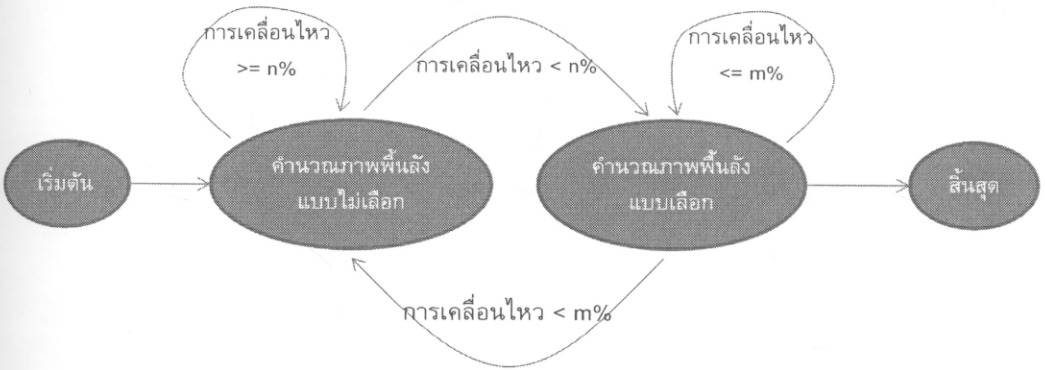 การเคลื่อนไหว
>= n%
การเคลื่อนไหว < n%
การเคลื่อนไหว
<= m%
เริ่มต้น
คำนวณภาพพื้นลัง
แบบไม่เลือก
คำนวณภาพพื้นลัง
แบบเลือก
สิ้นสุด
การเคลื่อนไหว < m%